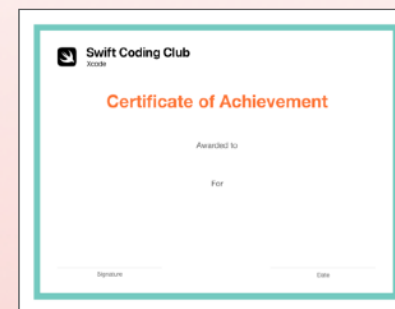 Swift Coding Club
Xcode
Certificate of Achievement
Awarded to
For
Signature
Date